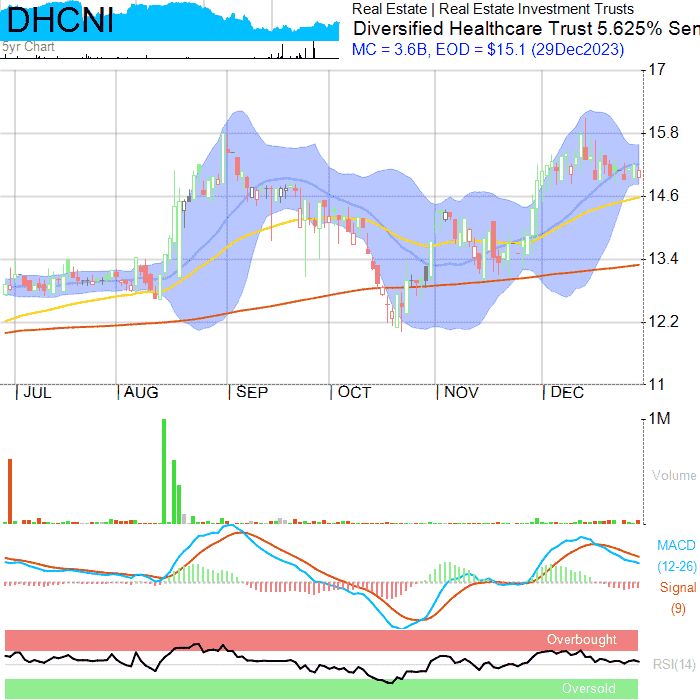 DHCNI
Real Estate | Real Estate Investment Trusts
Diversified Healthcare Trust 5.625% Sen
MC = 3.6B, EOD = $15.1 (29Dec2023)
5yr Chart
17
15.8
14.6
13.4
12.2
11
JUL AUG SEP OCT NOV DEC
1M
Volume
MACD
(12-26)
Signal
(9)
Overbought
RSI(14)
Oversold